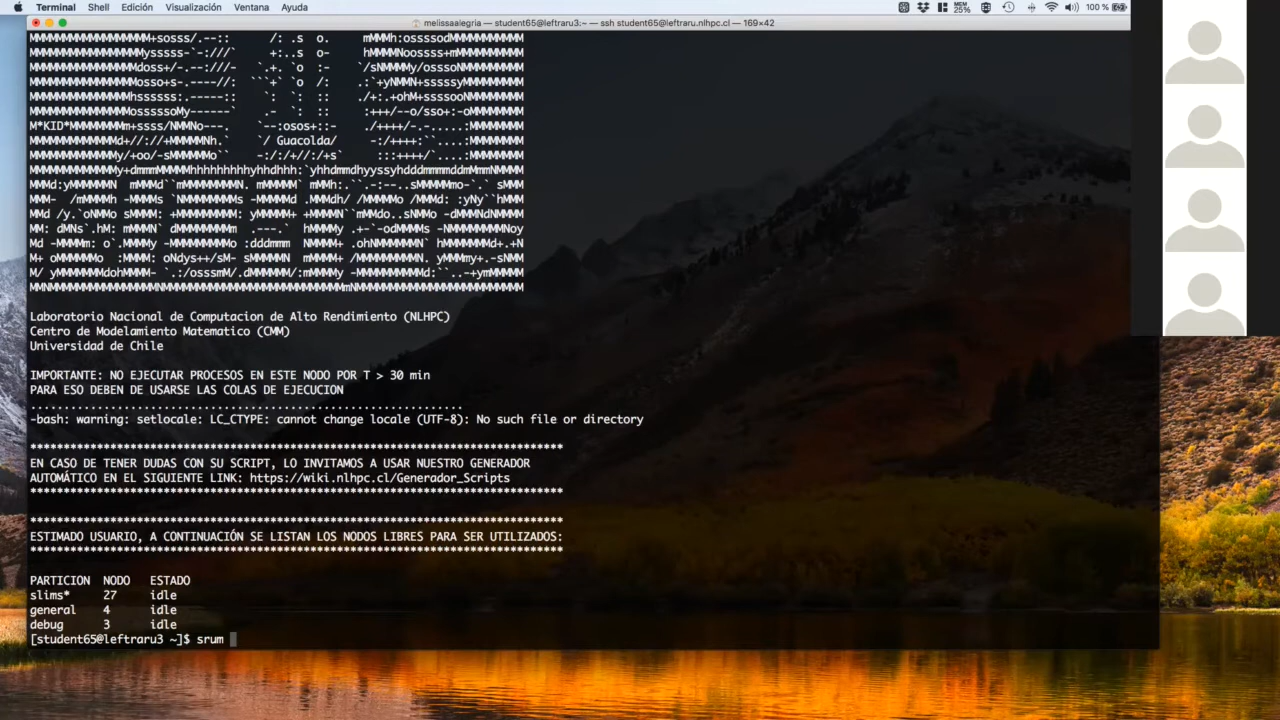 Terminal Shell Edición Visualización Ventana Ayuda
MEM 25% 100 %
melissaalegria — student65@leftraru3:~ — ssh student65@leftraru.nlhpc.cl — 169×42
M*KID*
/ Guacolda/
Laboratorio Nacional de Computacion de Alto Rendimiento (NLHPC)
Centro de Modelamiento Matematico (CMM)
Universidad de Chile
IMPORTANTE: NO EJECUTAR PROCESOS EN ESTE NODO POR T > 30 min
PARA ESO DEBEN DE USARSE LAS COLAS DE EJECUCION
.................................................................
-bash: warning: setlocale: LC_CTYPE: cannot change locale (UTF-8): No such file or directory
********************************************************************************
EN CASO DE TENER DUDAS CON SU SCRIPT, LO INVITAMOS A USAR NUESTRO GENERADOR
AUTOMÁTICO EN EL SIGUIENTE LINK: https://wiki.nlhpc.cl/Generador_Scripts
********************************************************************************
********************************************************************************
ESTIMADO USUARIO, A CONTINUACIÓN SE LISTAN LOS NODOS LIBRES PARA SER UTILIZADOS:
********************************************************************************
PARTICION NODO ESTADO
slims* 27 idle
general 4 idle
debug 3 idle
[student65@leftraru3 ~]$ srum